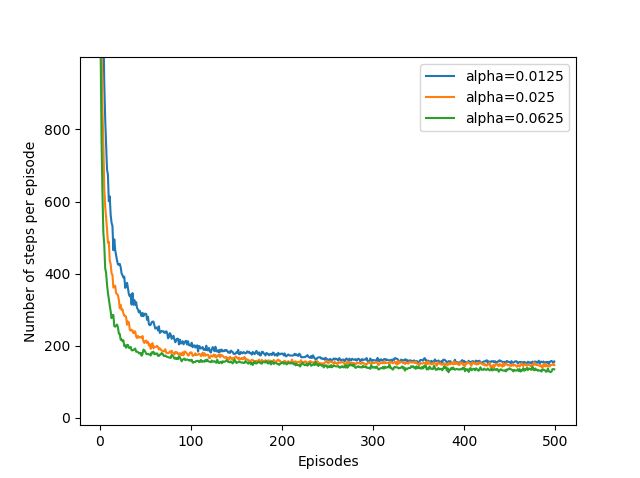 alpha=0.0125
alpha=0.025
alpha=0.0625
Number of steps per episode
800
600
400
200
0
0 100 200 300 400 500
Episodes